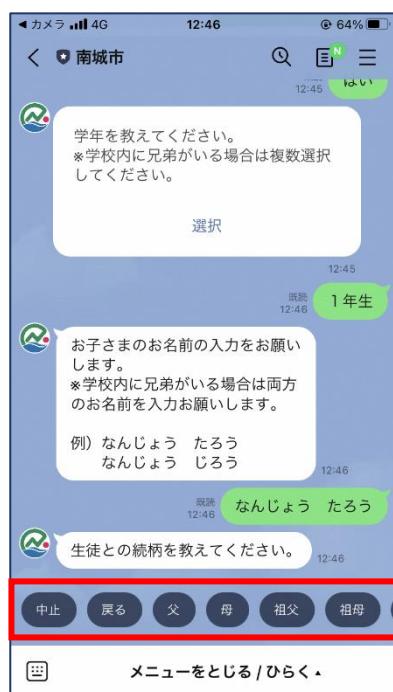 ◀ カメラ 4G 12:46 64%
南城市 N
12:45 はい
学年を教えてください。
※学校内に兄弟がいる場合は複数選択
してください。
選択
12:45
既読
12:46 1年生
お子さまのお名前の入力をお願い
します。
※学校内に兄弟がいる場合は両方
のお名前を入力お願いします。
例）なんじょう　たろう
なんじょう　じろう
12:46
既読
12:46 なんじょう　たろう
生徒との続柄を教えてください。
12:46
中止 戻る 父 母 祖父 祖母
メニューをとじる / ひらく ▴